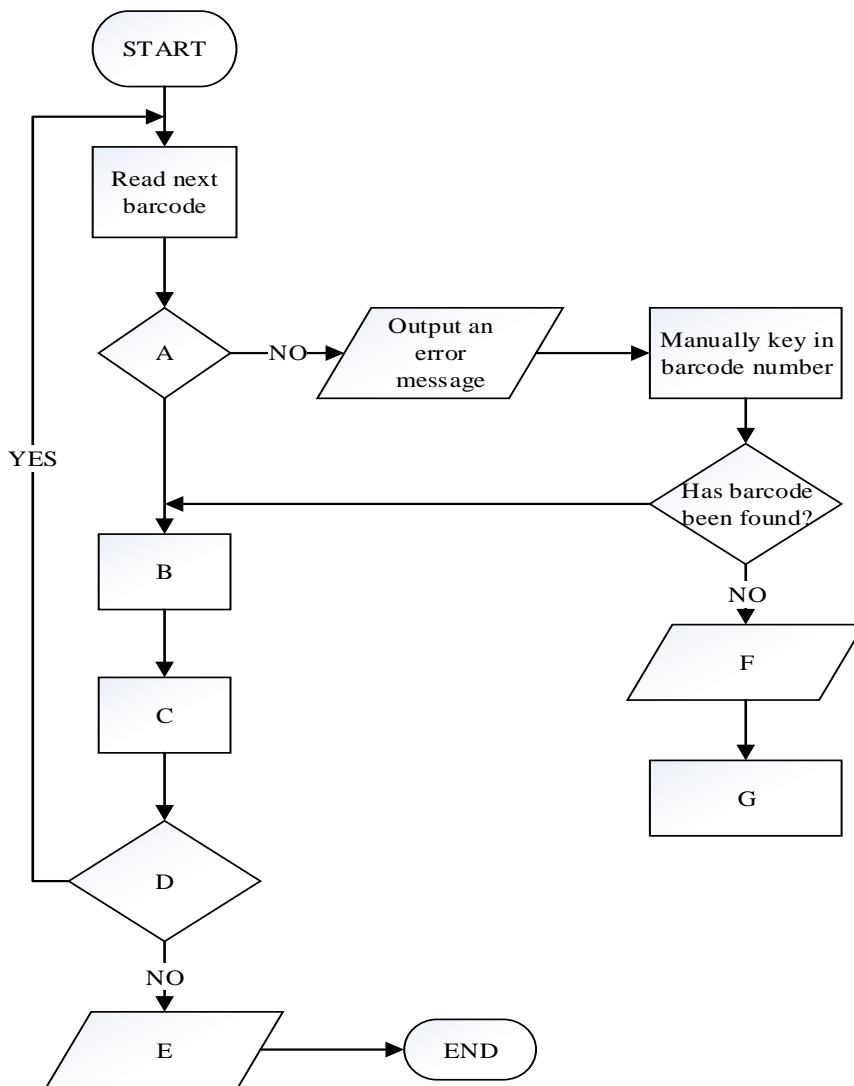 START
Read next
barcode
A
NO
Output an
error
message
Manually key in
barcode number
YES
Has barcode
been found?
B
NO
F
C
G
D
NO
E
END